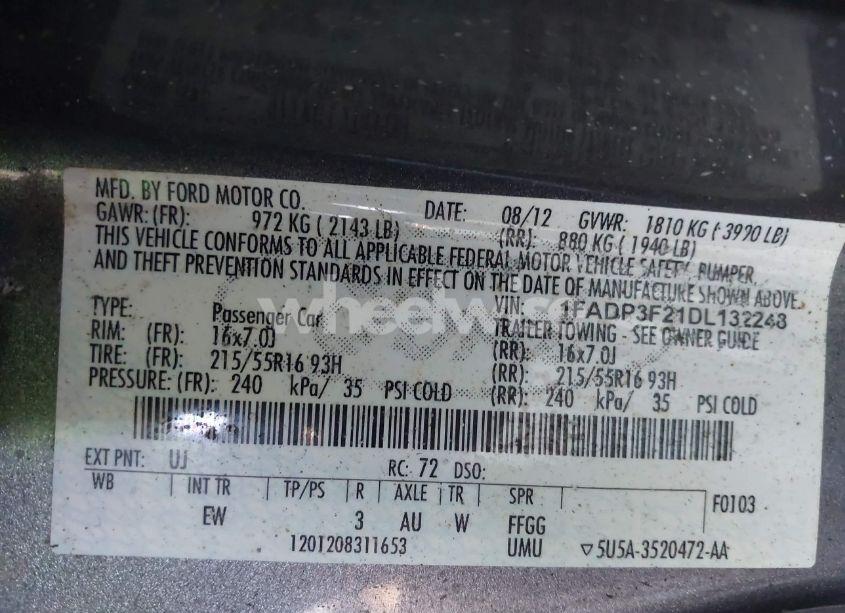 MFD. BY FORD MOTOR CO. DATE: 08/12 GVWR: 1810 KG (3990 LB)
GAWR: (FR): 972 KG ( 2143 LB) (RR): 880 KG ( 1940 LB)
THIS VEHICLE CONFORMS TO ALL APPLICABLE FEDERAL MOTOR VEHICLE SAFETY, BUMPER,
AND THEFT PREVENTION STANDARDS IN EFFECT ON THE DATE OF MANUFACTURE SHOWN ABOVE.
VIN: 1FADP3F21DL132248
TYPE: Passenger Car TRAILER TOWING - SEE OWNER GUIDE
RIM: (FR): 16x7.0J (RR): 16x7.0J
TIRE: (FR): 215/55R16 93H (RR): 215/55R16 93H
PRESSURE: (FR): 240 kPa/ 35 PSI COLD (RR): 240 kPa/ 35 PSI COLD
EXT PNT: UJ RC: 72 DSO:
WB INT TR TP/PS R AXLE TR SPR F0103
EW 3 AU W FFGG
1201208311653 UMU ▽5U5A-3520472-AA